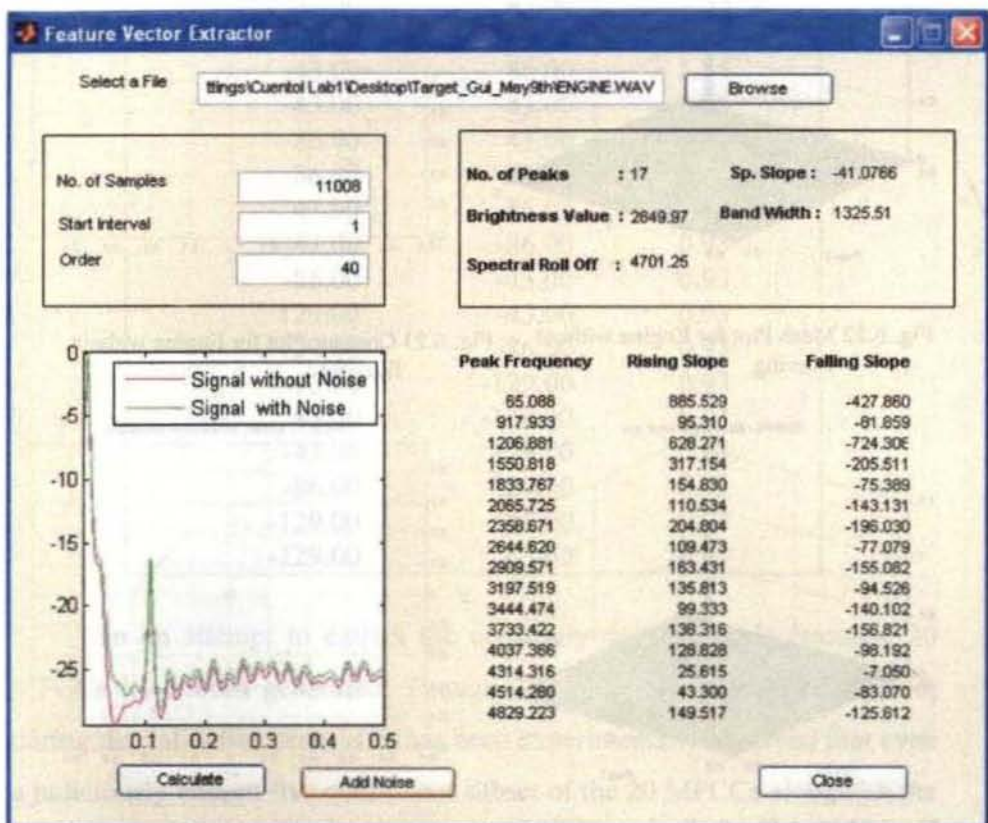 Feature Vector Extractor
Select a File ttings\Cuentol Lab1\Desktop\Target_Gui_May9th\ENGINE.WAV Browse
No. of Samples 11008
Start Interval 1
Order 40
No. of Peaks : 17 Sp. Slope : -41.0766
Brightness Value : 2649.97 Band Width : 1325.51
Spectral Roll Off : 4701.25
Signal without Noise
Signal with Noise
0
-5
-10
-15
-20
-25
0.1 0.2 0.3 0.4 0.5
Peak Frequency Rising Slope Falling Slope
65.088 885.529 -427.860
917.933 95.310 -81.859
1206.881 628.271 -724.306
1550.818 317.154 -205.511
1833.767 154.830 -75.389
2065.725 110.534 -143.131
2358.671 204.804 -196.030
2644.620 109.473 -77.079
2909.571 163.431 -155.082
3197.519 135.813 -94.526
3444.474 99.333 -140.102
3733.422 136.316 -156.821
4037.366 128.828 -98.192
4314.316 25.615 -7.050
4514.280 43.300 -83.070
4829.223 149.517 -125.612
Calculate Add Noise Close